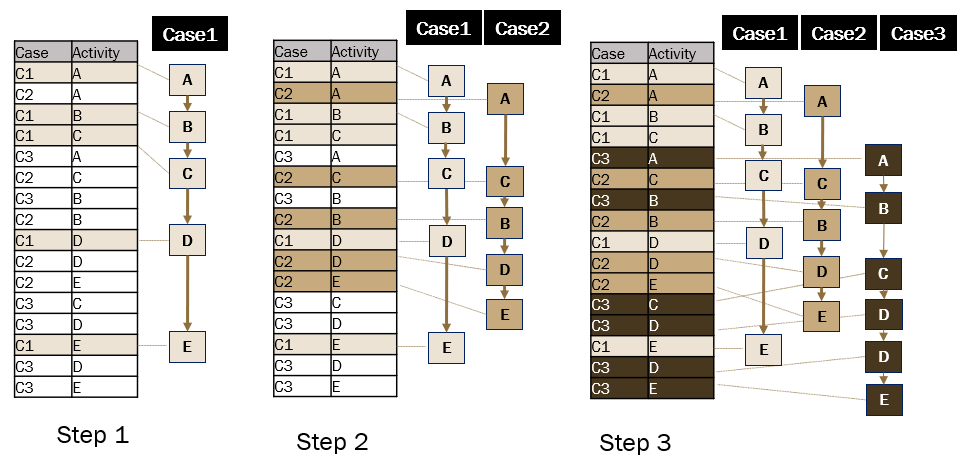 Case1
Case Activity
C1 A
C2 A
C1 B
C1 C
C3 A
C2 C
C3 B
C2 B
C1 D
C2 D
C2 E
C3 C
C3 D
C1 E
C3 D
C3 E
A
B
C
D
E
Step 1
Case1 Case2
Case Activity
C1 A
C2 A
C1 B
C1 C
C3 A
C2 C
C3 B
C2 B
C1 D
C2 D
C2 E
C3 C
C3 D
C1 E
C3 D
C3 E
A
B
C
D
E
A
C
B
D
E
Step 2
Case1 Case2 Case3
Case Activity
C1 A
C2 A
C1 B
C1 C
C3 A
C2 C
C3 B
C2 B
C1 D
C2 D
C2 E
C3 C
C3 D
C1 E
C3 D
C3 E
A
B
C
D
E
A
C
B
D
E
A
B
C
D
D
E
Step 3